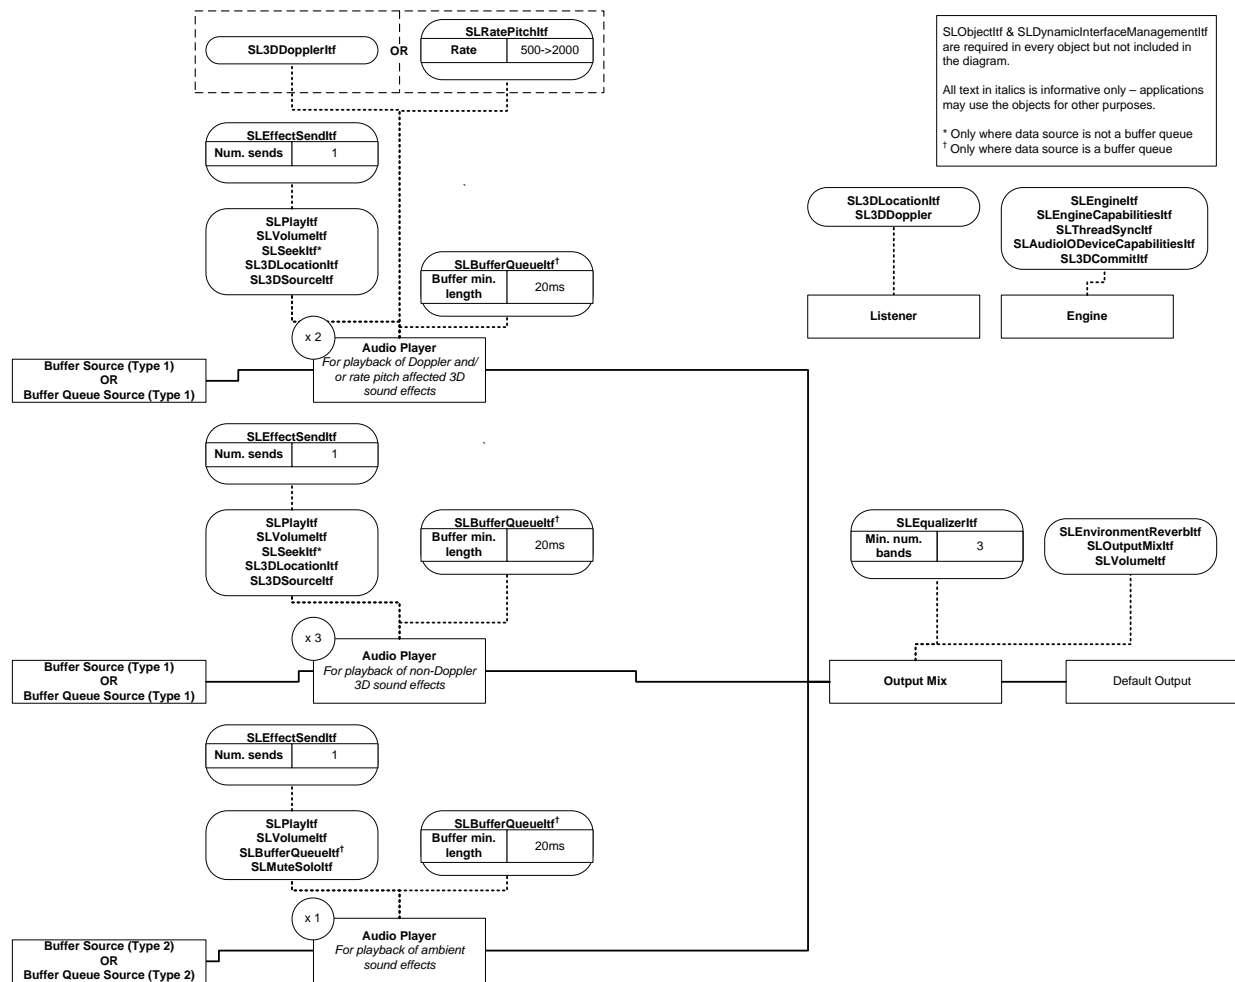 SL3DDopplerItf
OR
SLRatePitchItf
Rate
500->2000
SLObjectItf & SLDynamicInterfaceManagementItf
are required in every object but not included in
the diagram.
All text in italics is informative only – applications
may use the objects for other purposes.
* Only where data source is not a buffer queue
† Only where data source is a buffer queue
SLEffectSendItf
Num. sends
1
SLPlayItf
SLVolumeItf
SLSeekItf*
SL3DLocationItf
SL3DSourceItf
SLBufferQueueItf†
Buffer min.
length
20ms
SL3DLocationItf
SL3DDoppler
SLEngineItf
SLEngineCapabilitiesItf
SLThreadSyncItf
SLAudioIODeviceCapabilitiesItf
SL3DCommitItf
Listener
Engine
x 2
Audio Player
For playback of Doppler and/
or rate pitch affected 3D
sound effects
Buffer Source (Type 1)
OR
Buffer Queue Source (Type 1)
SLEffectSendItf
Num. sends
1
SLPlayItf
SLVolumeItf
SLSeekItf*
SL3DLocationItf
SL3DSourceItf
SLBufferQueueItf†
Buffer min.
length
20ms
SLEqualizerItf
Min. num.
bands
3
SLEnvironmentReverbItf
SLOutputMixItf
SLVolumeItf
x 3
Audio Player
For playback of non-Doppler
3D sound effects
Buffer Source (Type 1)
OR
Buffer Queue Source (Type 1)
Output Mix
Default Output
SLEffectSendItf
Num. sends
1
SLPlayItf
SLVolumeItf
SLBufferQueueItf†
SLMuteSoloItf
SLBufferQueueItf†
Buffer min.
length
20ms
x 1
Audio Player
For playback of ambient
sound effects
Buffer Source (Type 2)
OR
Buffer Queue Source (Type 2)